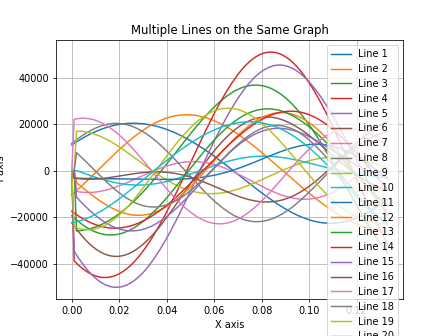 Multiple Lines on the Same Graph
40000
20000
0
−20000
−40000
0.00
0.02
0.04
0.06
0.08
0.10
X axis
axis
Line 1
Line 2
Line 3
Line 4
Line 5
Line 6
Line 7
Line 8
Line 9
Line 10
Line 11
Line 12
Line 13
Line 14
Line 15
Line 16
Line 17
Line 18
Line 19
Line 20